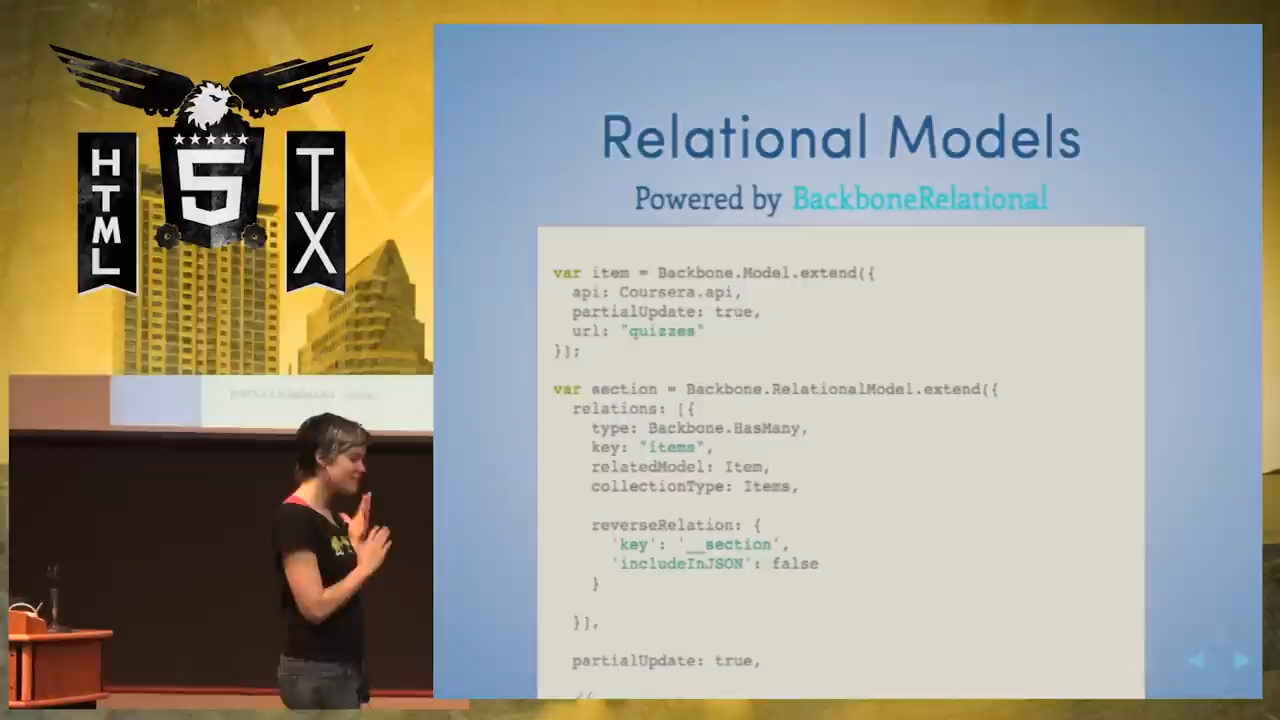 HTML
5
TX
Relational Models
Powered by BackboneRelational
var item = Backbone.Model.extend({
api: Coursera.api,
partialUpdate: true,
url: "quizzes"
});
var section = Backbone.RelationalModel.extend({
relations: [{
type: Backbone.HasMany,
key: "items",
relatedModel: Item,
collectionType: Items,
reverseRelation: {
'key': '__section',
'includeInJSON': false
}
}],
partialUpdate: true,